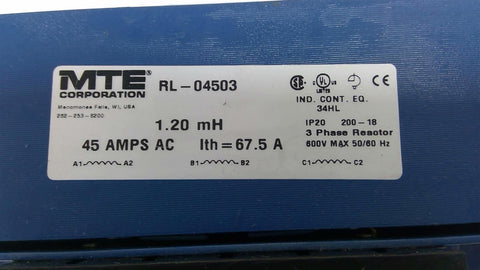 MTE®
CORPORATION
RL-04503
Menomonee Falls, WI, USA
262-253-8200
IND. CONT. EQ.
34HL
1.20 mH
IP20 200-18
45 AMPS AC Ith = 67.5 A
3 Phase Reactor
600V MAX 50/60 Hz
A1 A2 B1 B2 C1 C2